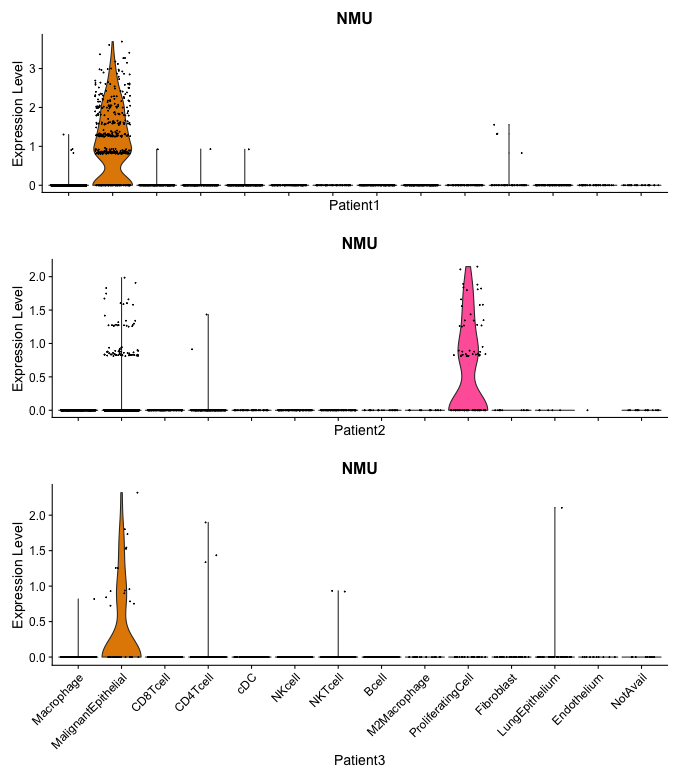 NMU
Expression Level
3
2
1
0
Patient1
NMU
Expression Level
2.0
1.5
1.0
0.5
0.0
Patient2
NMU
Expression Level
2.0
1.5
1.0
0.5
0.0
Macrophage
MalignantEpithelial
CD8Tcell
CD4Tcell
cDC
NKcell
NKTcell
Bcell
M2Macrophage
ProliferatingCell
Fibroblast
LungEpithelium
Endothelium
NotAvail
Patient3